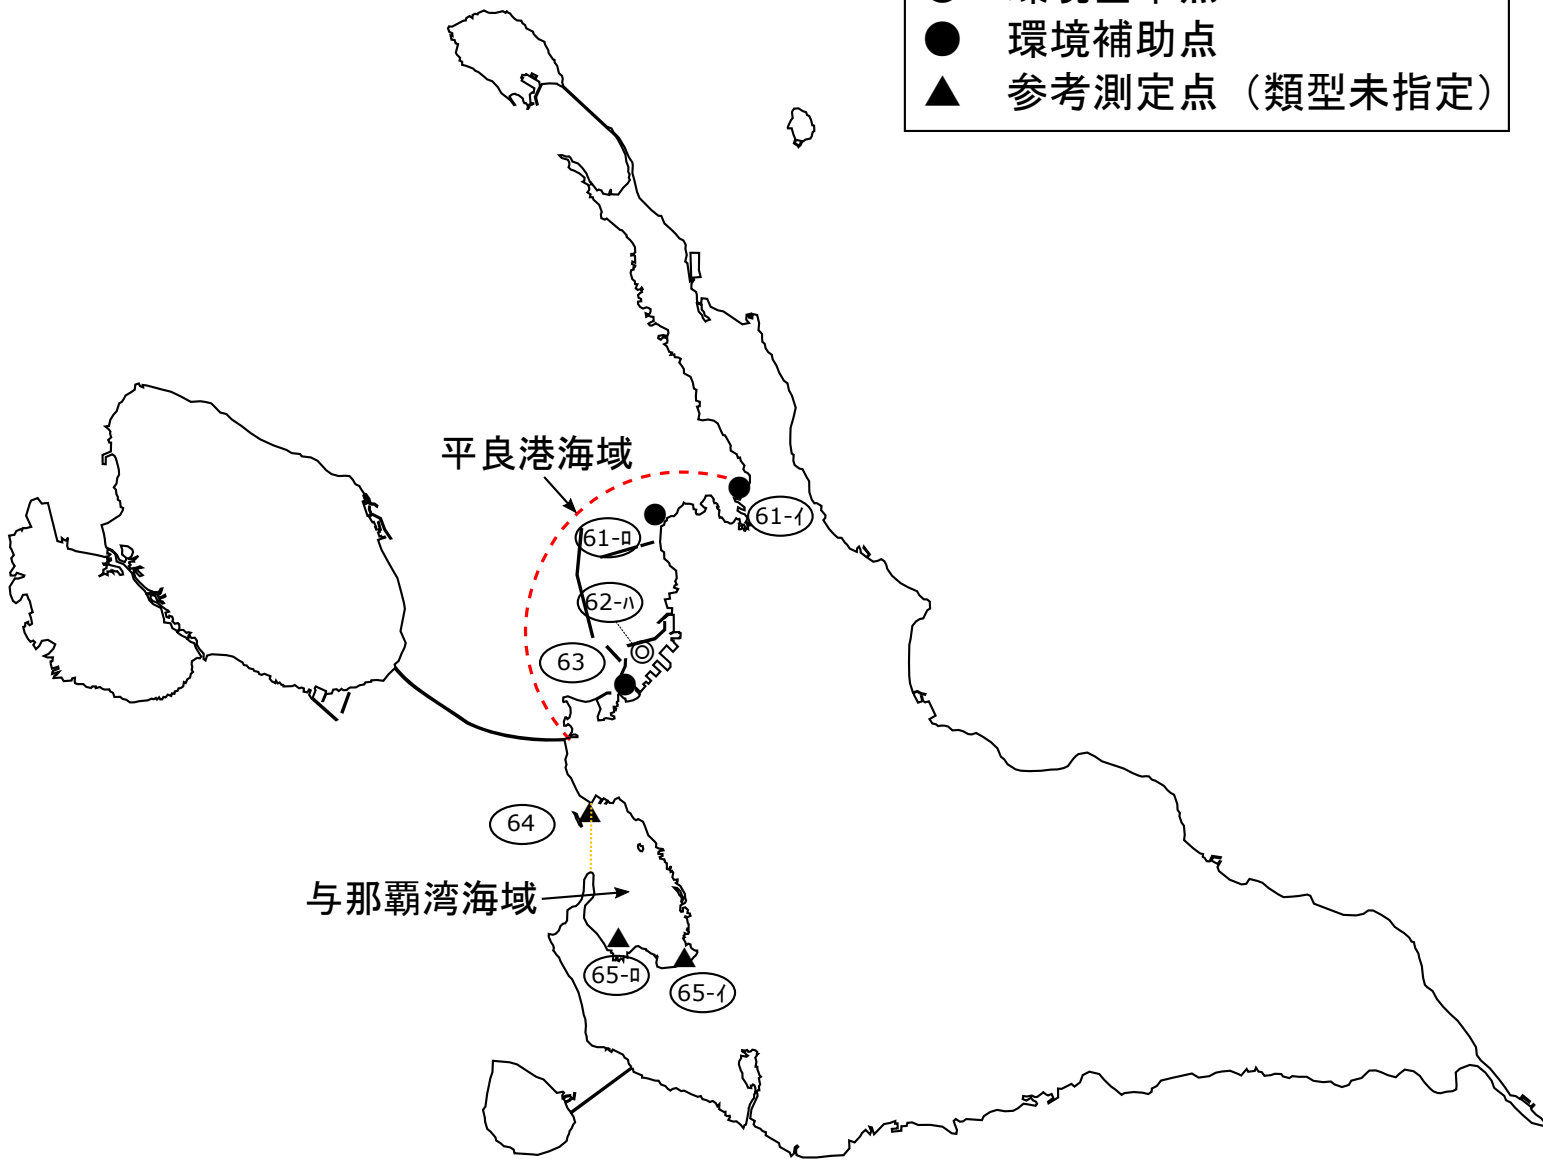 環境補助点
参考測定点（類型未指定）
平良港海域
61-ｲ
61-ﾛ
62-ﾊ
63
64
与那覇湾海域
65-ﾛ
65-ｲ